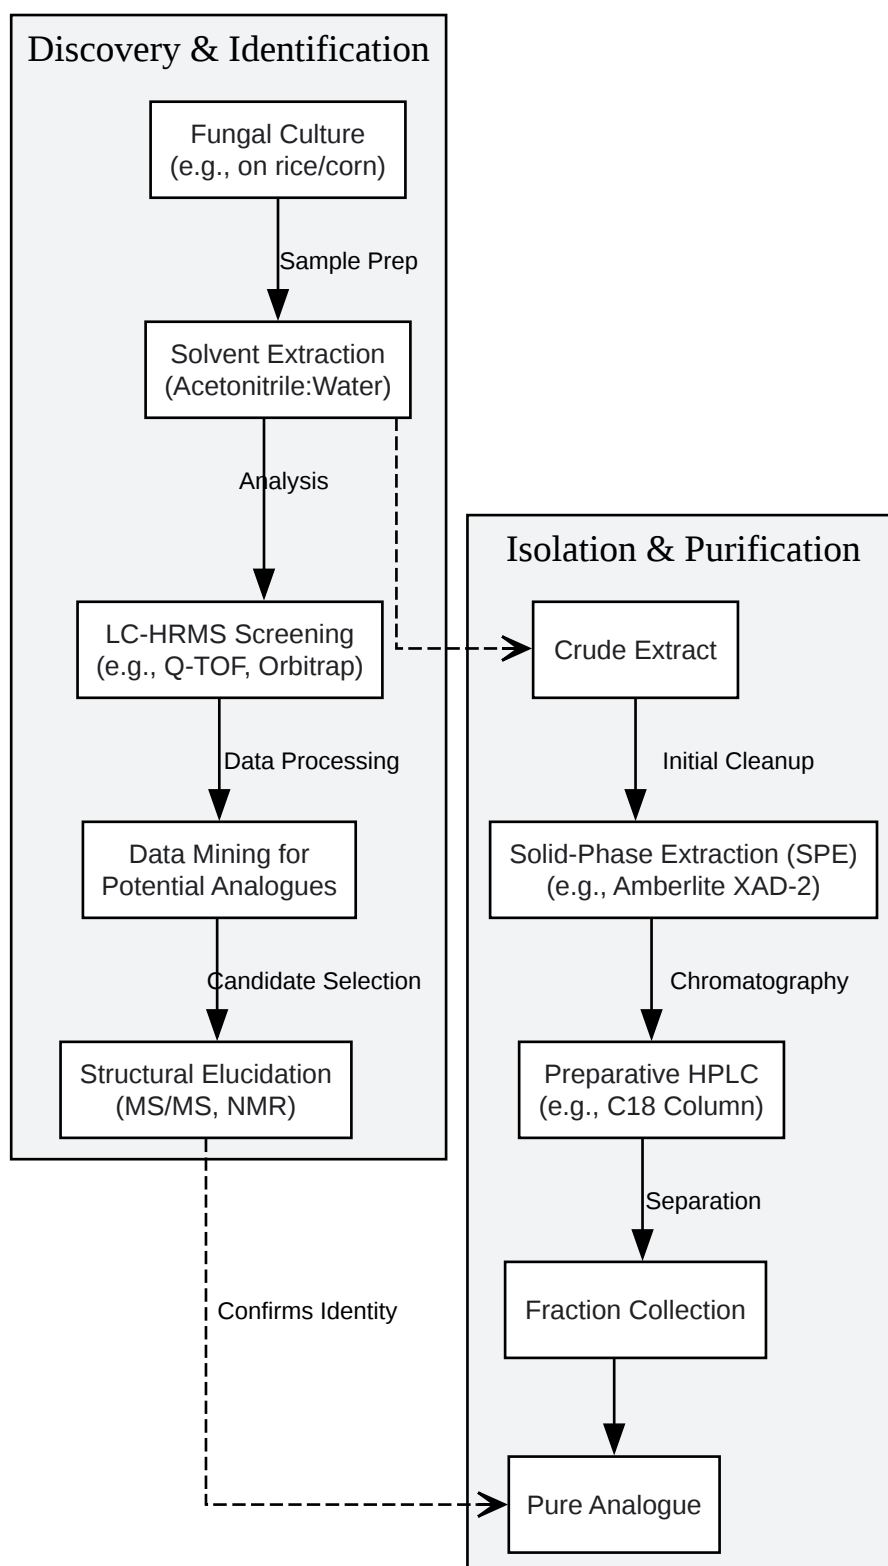 Discovery & Identification
Fungal Culture
(e.g., on rice/corn)
Sample Prep
Solvent Extraction
(Acetonitrile:Water)
Analysis
LC-HRMS Screening
(e.g., Q-TOF, Orbitrap)
Data Processing
Data Mining for
Potential Analogues
Candidate Selection
Structural Elucidation
(MS/MS, NMR)
Confirms Identity
Isolation & Purification
Crude Extract
Initial Cleanup
Solid-Phase Extraction (SPE)
(e.g., Amberlite XAD-2)
Chromatography
Preparative HPLC
(e.g., C18 Column)
Separation
Fraction Collection
Pure Analogue